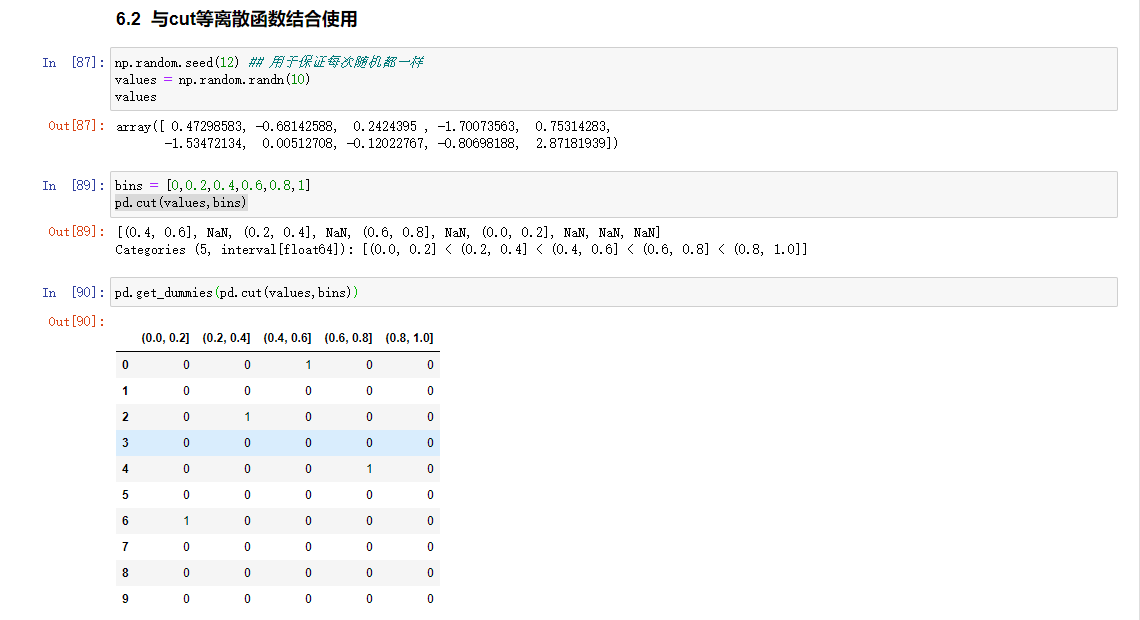 6.2 与cut等离散函数结合使用
In [87]: np.random.seed(12) ## 用于保证每次随机都一样
values = np.random.randn(10)
values
Out[87]: array([ 0.47298583, -0.68142588, 0.2424395 , -1.70073563, 0.75314283,
-1.53472134, 0.00512708, -0.12022767, -0.80698188, 2.87181939])
In [89]: bins = [0,0.2,0.4,0.6,0.8,1]
pd.cut(values,bins)
Out[89]: [(0.4, 0.6], NaN, (0.2, 0.4], NaN, (0.6, 0.8], NaN, (0.0, 0.2], NaN, NaN, NaN]
Categories (5, interval[float64]): [(0.0, 0.2] < (0.2, 0.4] < (0.4, 0.6] < (0.6, 0.8] < (0.8, 1.0]]
In [90]: pd.get_dummies(pd.cut(values,bins))
Out[90]:
(0.0, 0.2] (0.2, 0.4] (0.4, 0.6] (0.6, 0.8] (0.8, 1.0]
0 0 0 1 0 0
1 0 0 0 0 0
2 0 1 0 0 0
3 0 0 0 0 0
4 0 0 0 1 0
5 0 0 0 0 0
6 1 0 0 0 0
7 0 0 0 0 0
8 0 0 0 0 0
9 0 0 0 0 0